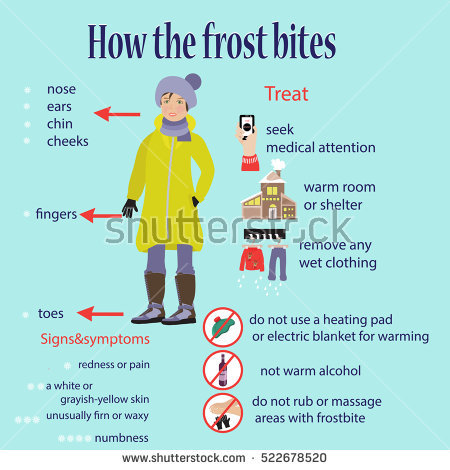 How the frost bites
nose
ears
chin
cheeks
fingers
toes
Treat
seek
medical attention
warm room
or shelter
remove any
wet clothing
do not use a heating pad
or electric blanket for warming
not warm alcohol
do not rub or massage
areas with frostbite
Signs&symptoms
redness or pain
a white or
grayish-yellow skin
unusually firn or waxy
numbness
shutterstock
www.shutterstock.com · 522678520